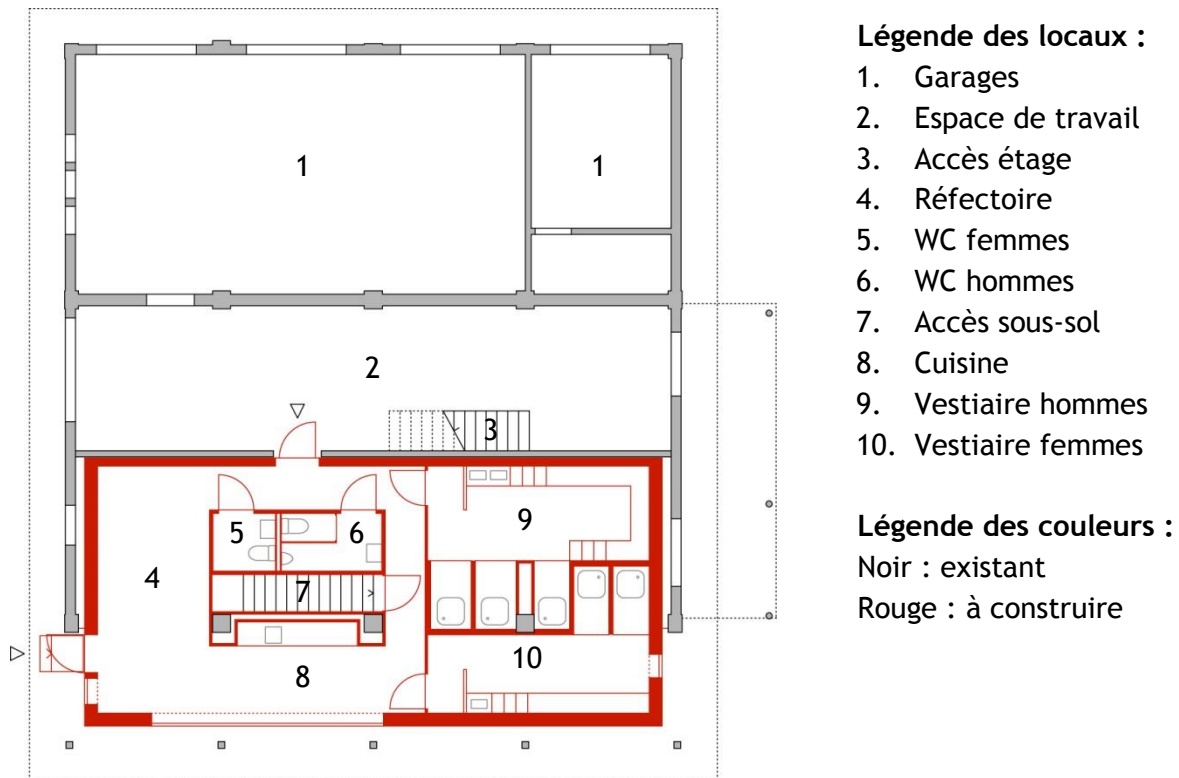 Légende des locaux :
1. Garages
2. Espace de travail
3. Accès étage
4. Réfectoire
5. WC femmes
6. WC hommes
7. Accès sous-sol
8. Cuisine
9. Vestiaire hommes
10. Vestiaire femmes
Légende des couleurs :
Noir : existant
Rouge : à construire
1 1
2
3
9
5 6
4 7
10
8